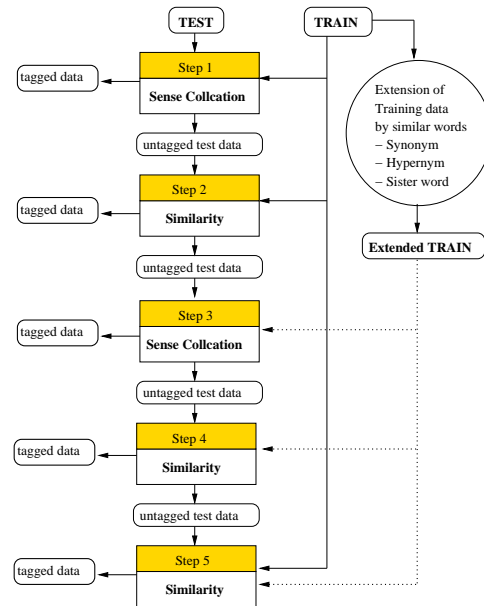 TEST
TRAIN
Step 1
Sense Collcation
tagged data
untagged test data
Extension of
Training data
by similar words
– Synonym
– Hypernym
– Sister word
Step 2
Similarity
tagged data
Extended TRAIN
untagged test data
Step 3
Sense Collcation
tagged data
untagged test data
Step 4
Similarity
tagged data
untagged test data
Step 5
Similarity
tagged data